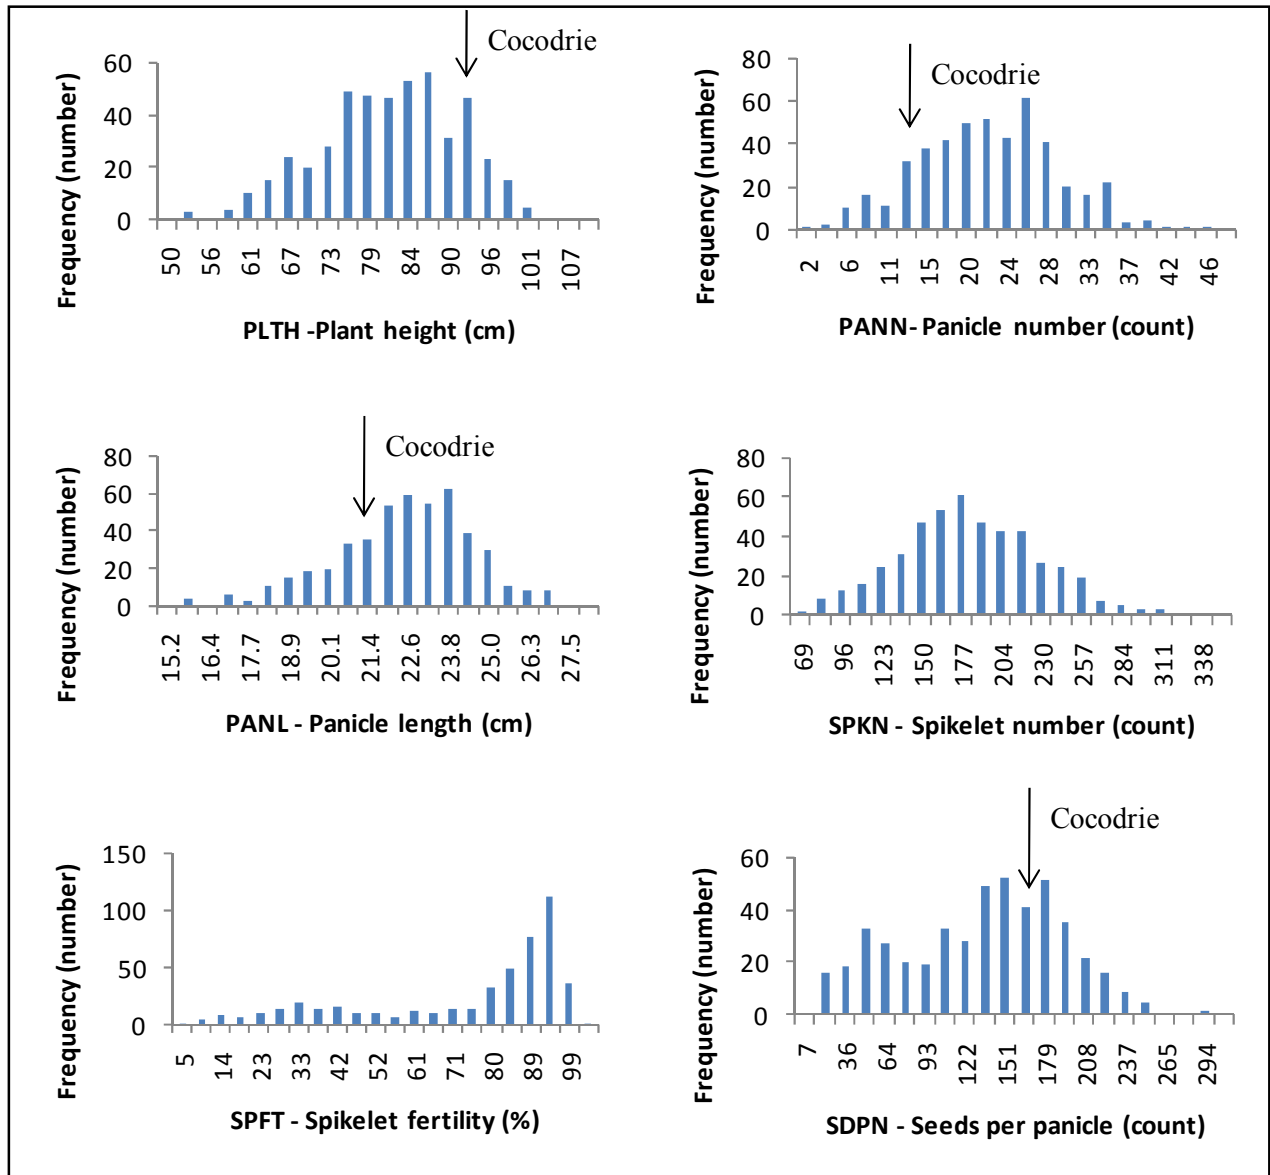 Cocodrie
Frequency (number)
60
40
20
0
50 56 61 67 73 79 84 90 96 101 107
PLTH -Plant height (cm)
Cocodrie
Frequency (number)
80
60
40
20
0
2 6 11 15 20 24 28 33 37 42 46
PANN- Panicle number (count)
Cocodrie
Frequency (number)
80
60
40
20
0
15.2 16.4 17.7 18.9 20.1 21.4 22.6 23.8 25.0 26.3 27.5
PANL - Panicle length (cm)
Frequency (number)
80
60
40
20
0
69 96 123 150 177 204 230 257 284 311 338
SPKN - Spikelet number (count)
Frequency (number)
150
100
50
0
5 14 23 33 42 52 61 71 80 89 99
SPFT - Spikelet fertility (%)
Cocodrie
Frequency (number)
60
40
20
0
7 36 64 93 122 151 179 208 237 265 294
SDPN - Seeds per panicle (count)